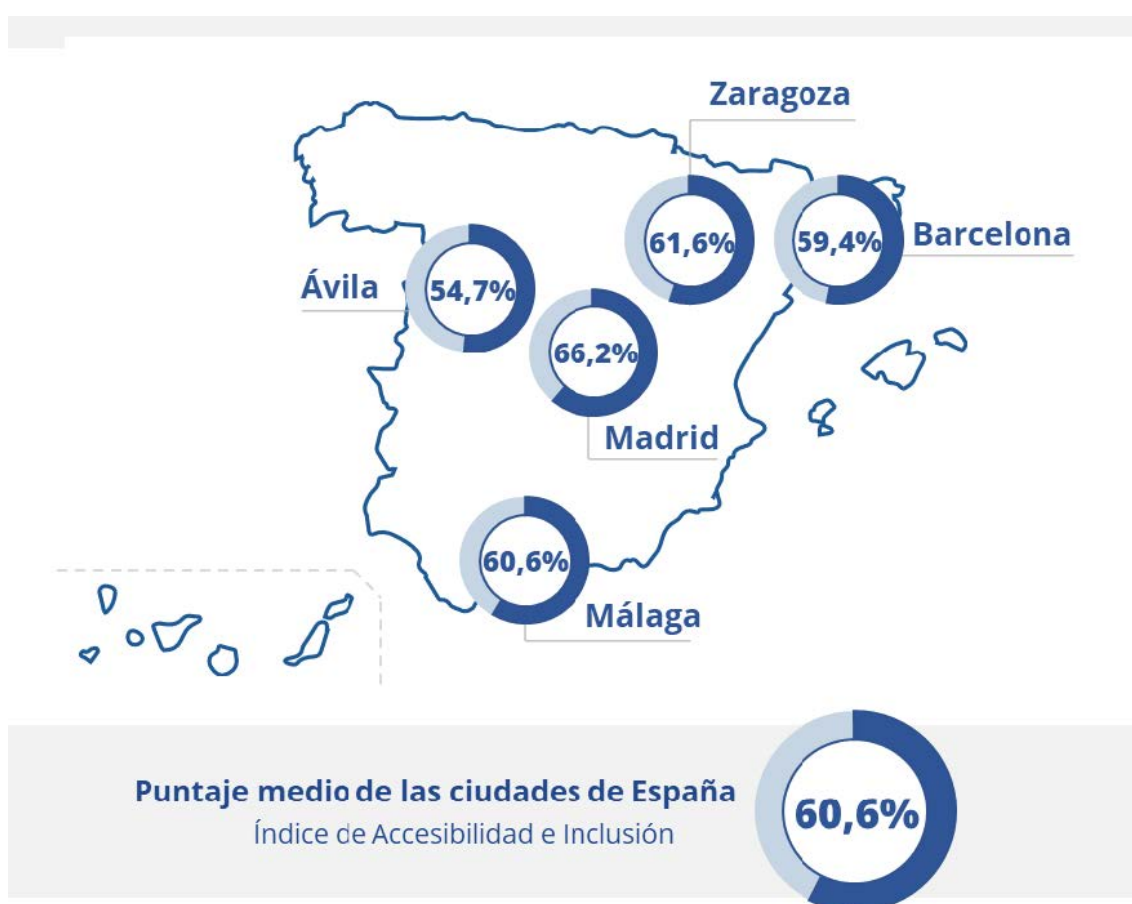 Zaragoza
61,6%
59,4%
Barcelona
Ávila
54,7%
66,2%
Madrid
60,6%
Málaga
Puntaje medio de las ciudades de España
Índice de Accesibilidad e Inclusión
60,6%